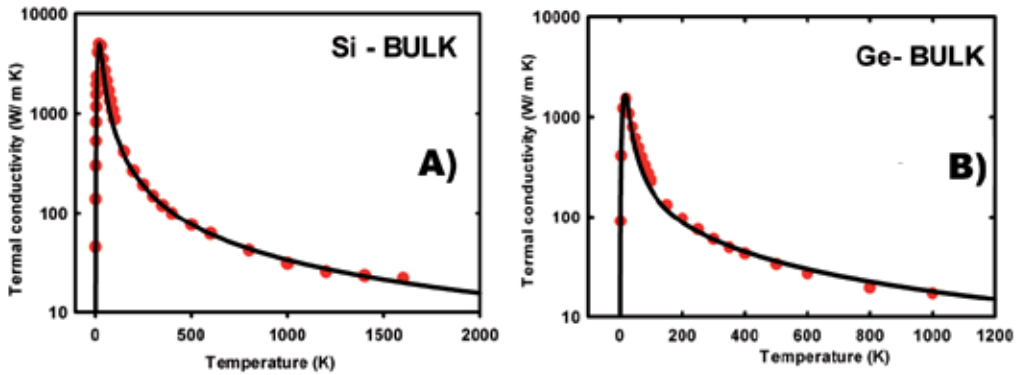 Si - BULK
A)
Termal conductivity (W/ m K)
10000
1000
100
10
0 500 1000 1500 2000
Temperature (K)
Ge- BULK
B)
Termal conductivity (W/ m K)
10000
1000
100
10
0 200 400 600 800 1000 1200
Temperature (K)